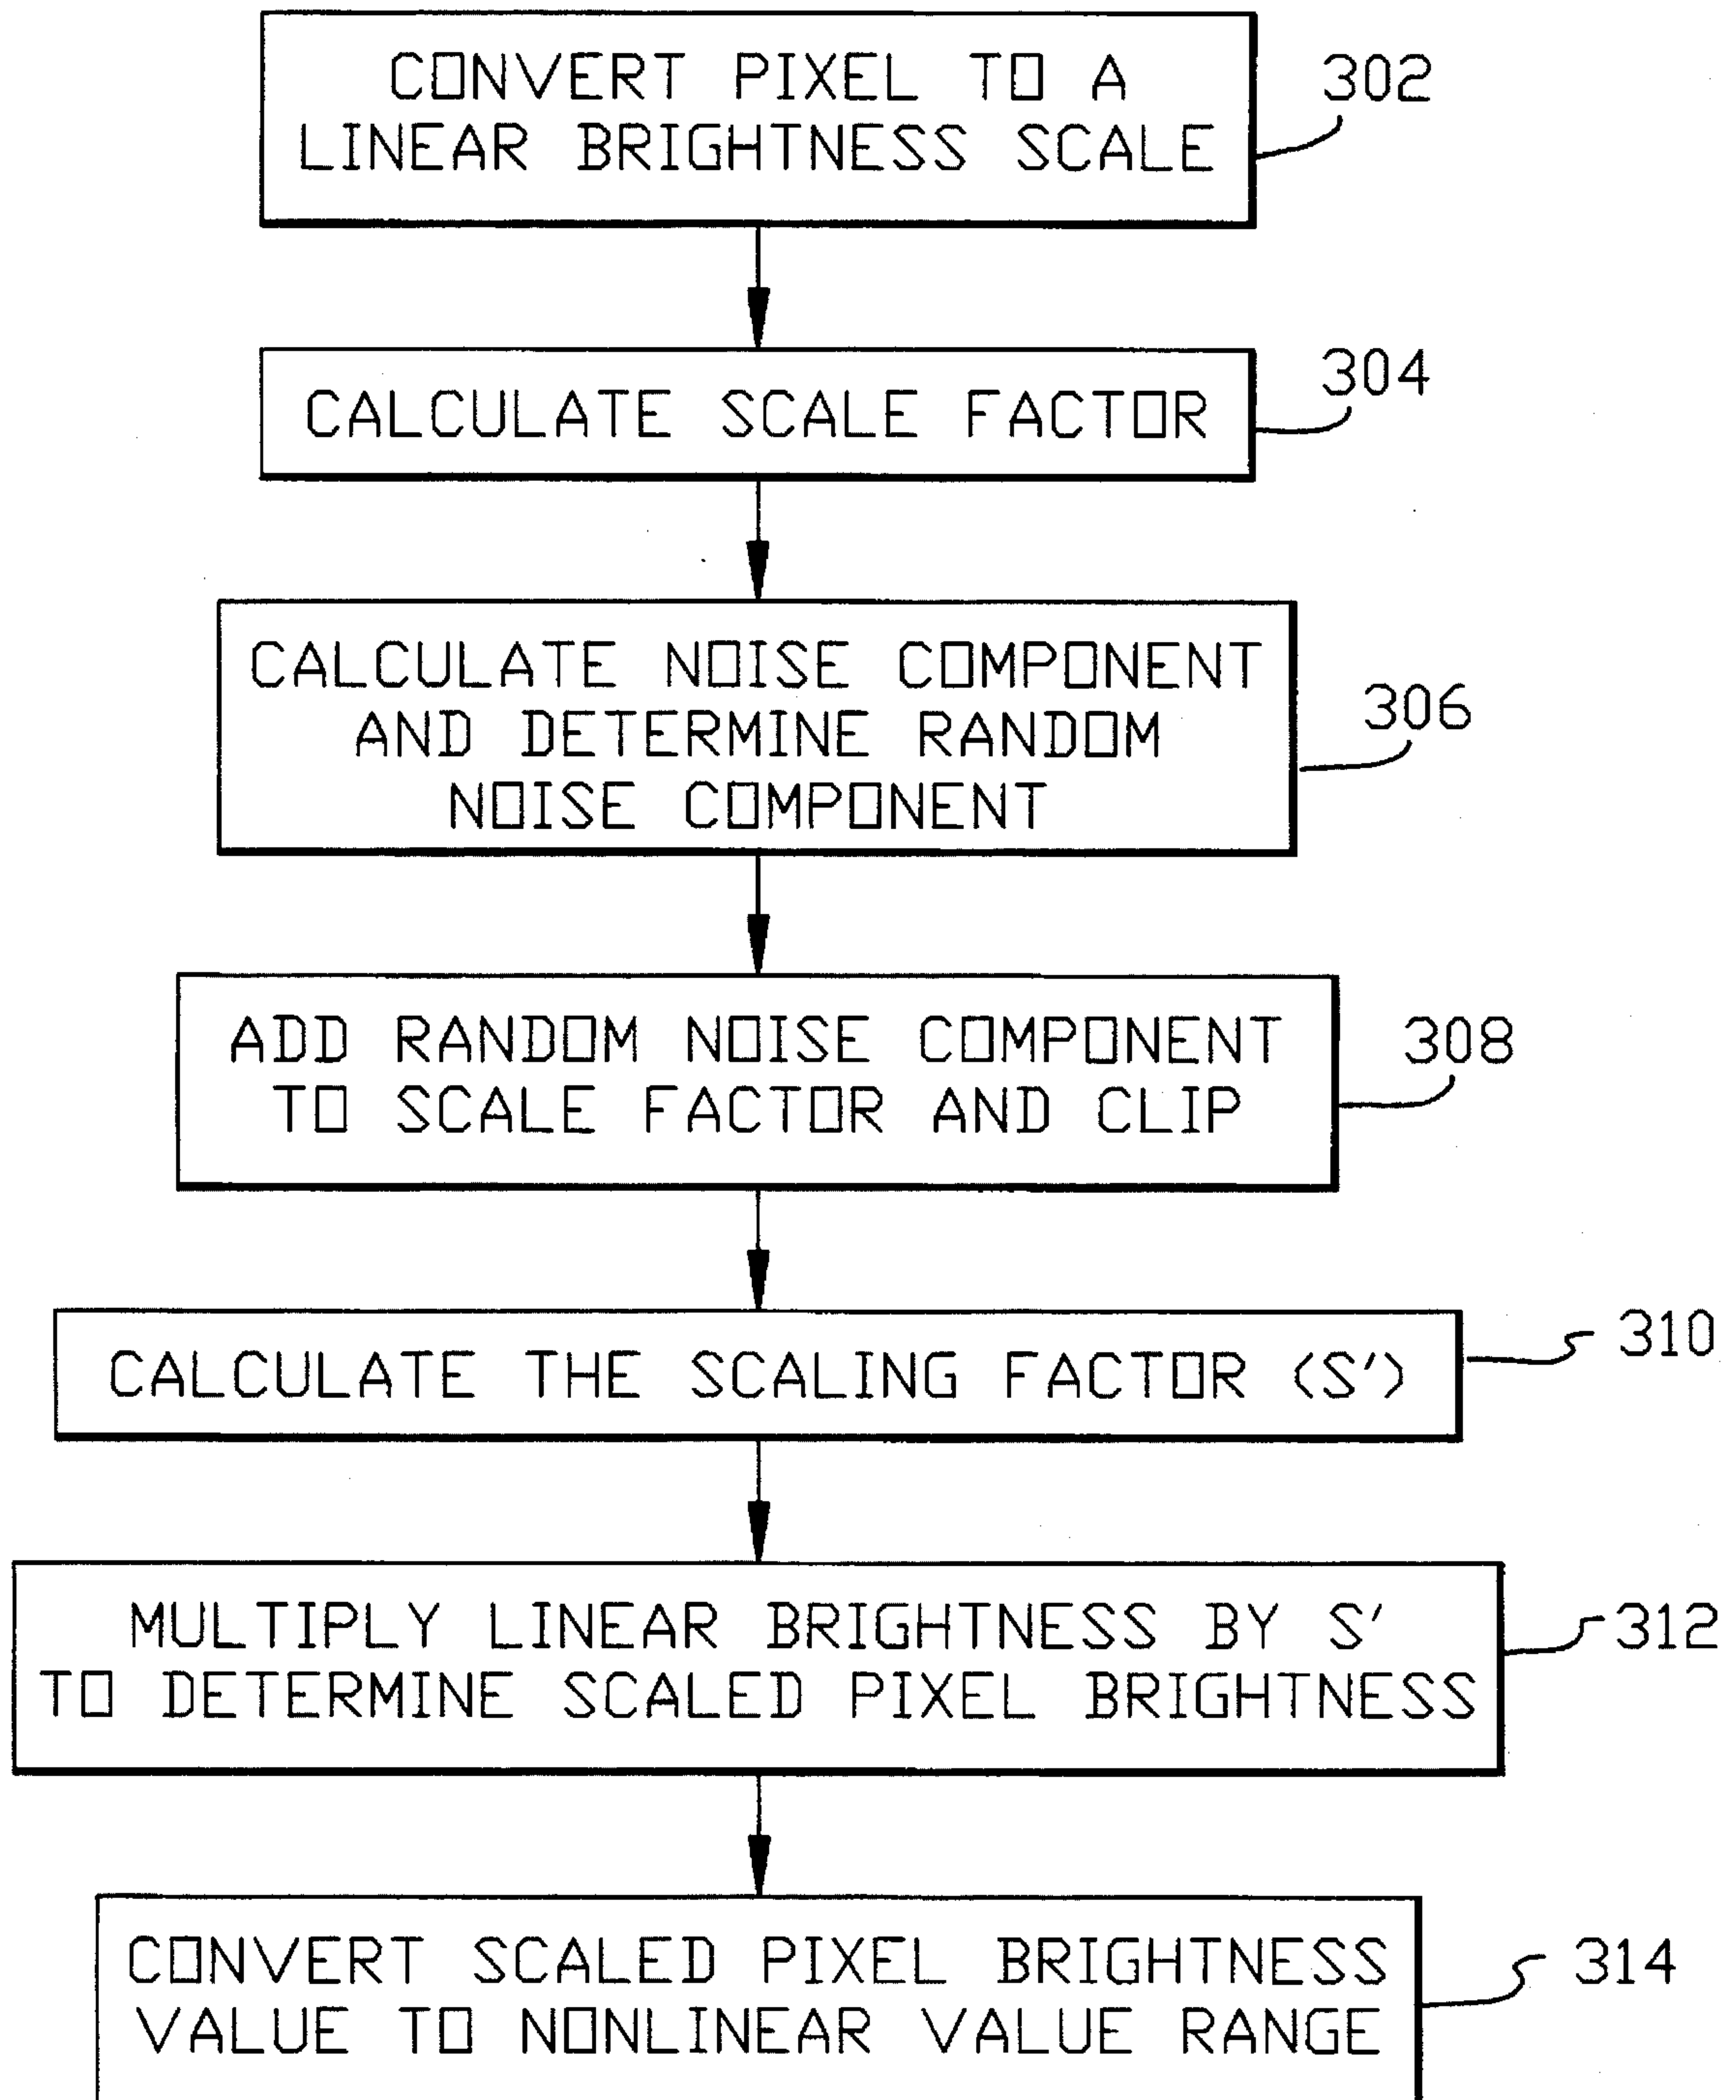 CONVERT PIXEL TO A
LINEAR BRIGHTNESS SCALE
302
CALCULATE SCALE FACTOR
304
CALCULATE NOISE COMPONENT
AND DETERMINE RANDOM
NOISE COMPONENT
306
ADD RANDOM NOISE COMPONENT
TO SCALE FACTOR AND CLIP
308
CALCULATE THE SCALING FACTOR (S')
310
MULTIPLY LINEAR BRIGHTNESS BY S'
TO DETERMINE SCALED PIXEL BRIGHTNESS
312
CONVERT SCALED PIXEL BRIGHTNESS
VALUE TO NONLINEAR VALUE RANGE
314